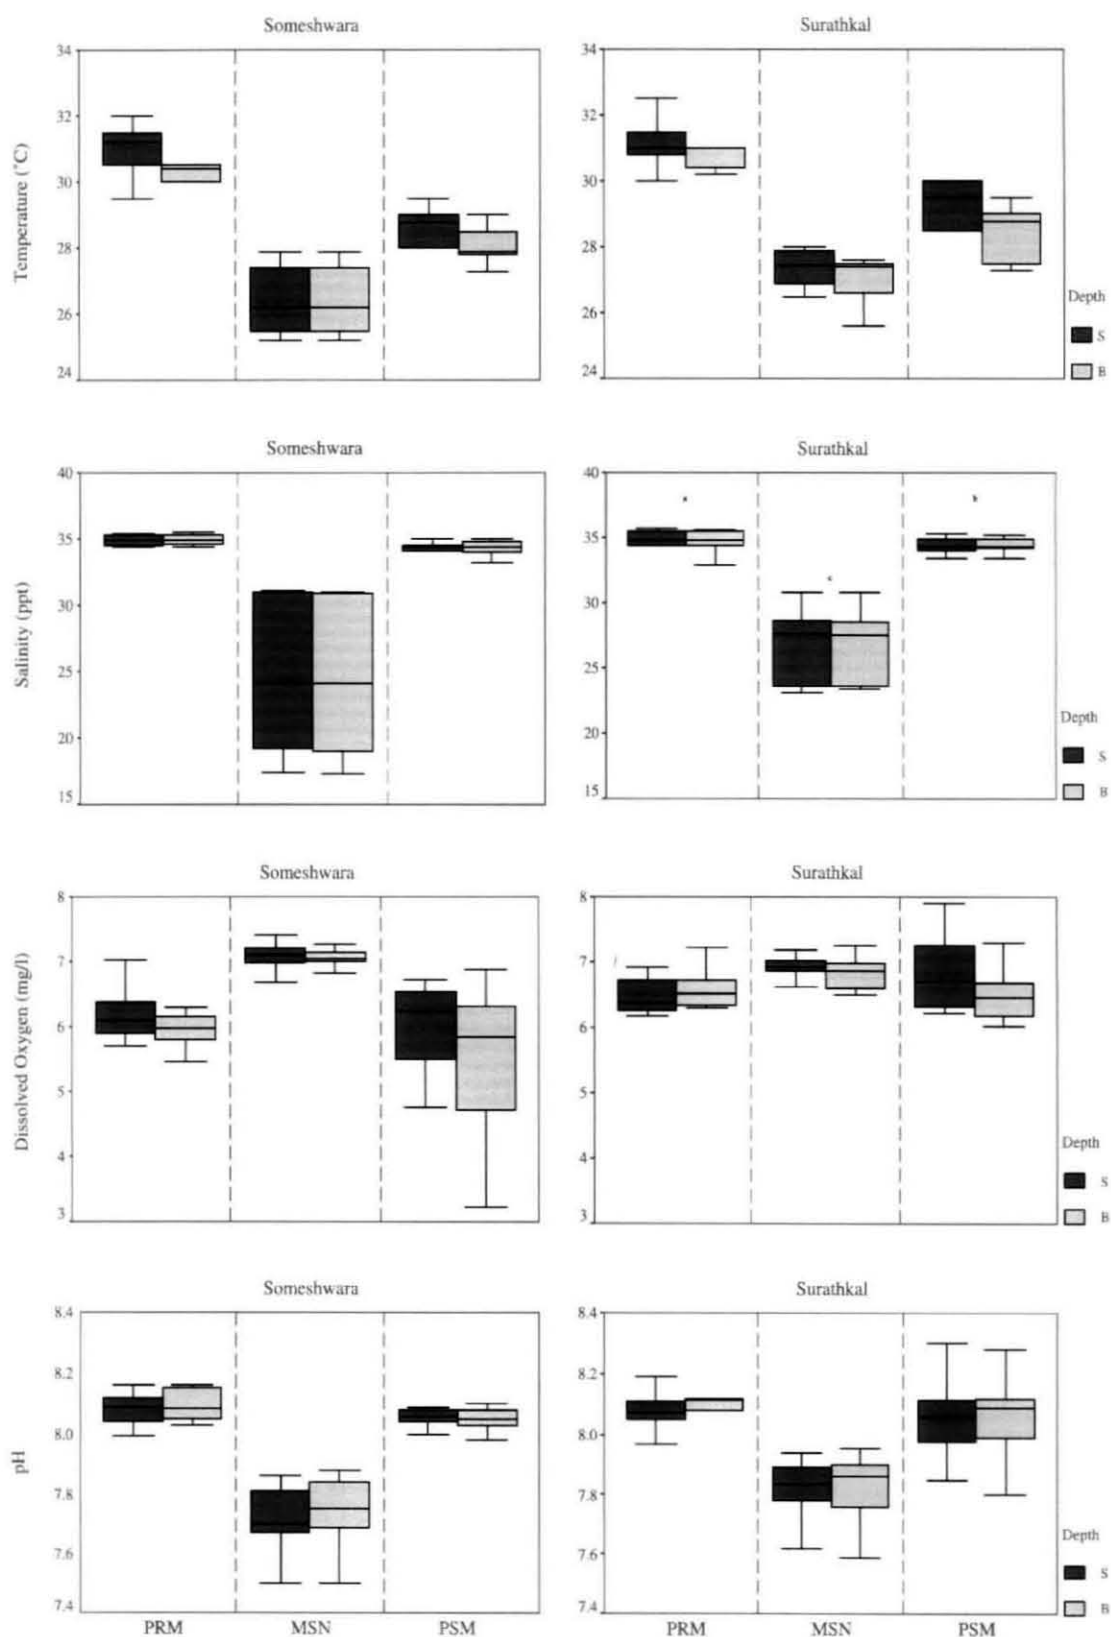 Someshwara
Surathkal
34
32
30
28
26
24
Temperature (°C)
34
32
30
28
26
24
Depth
S
B
Someshwara
Surathkal
40
35
30
25
20
15
Salinity (ppt)
40
35
30
25
20
15
a
b
c
Depth
S
B
Someshwara
Surathkal
8
7
6
5
4
3
Dissolved Oxygen (mg/l)
8
7
6
5
4
3
Depth
S
B
Someshwara
Surathkal
8.4
8.2
8.0
7.8
7.6
7.4
pH
8.4
8.2
8.0
7.8
7.6
7.4
Depth
S
B
PRM MSN PSM
PRM MSN PSM